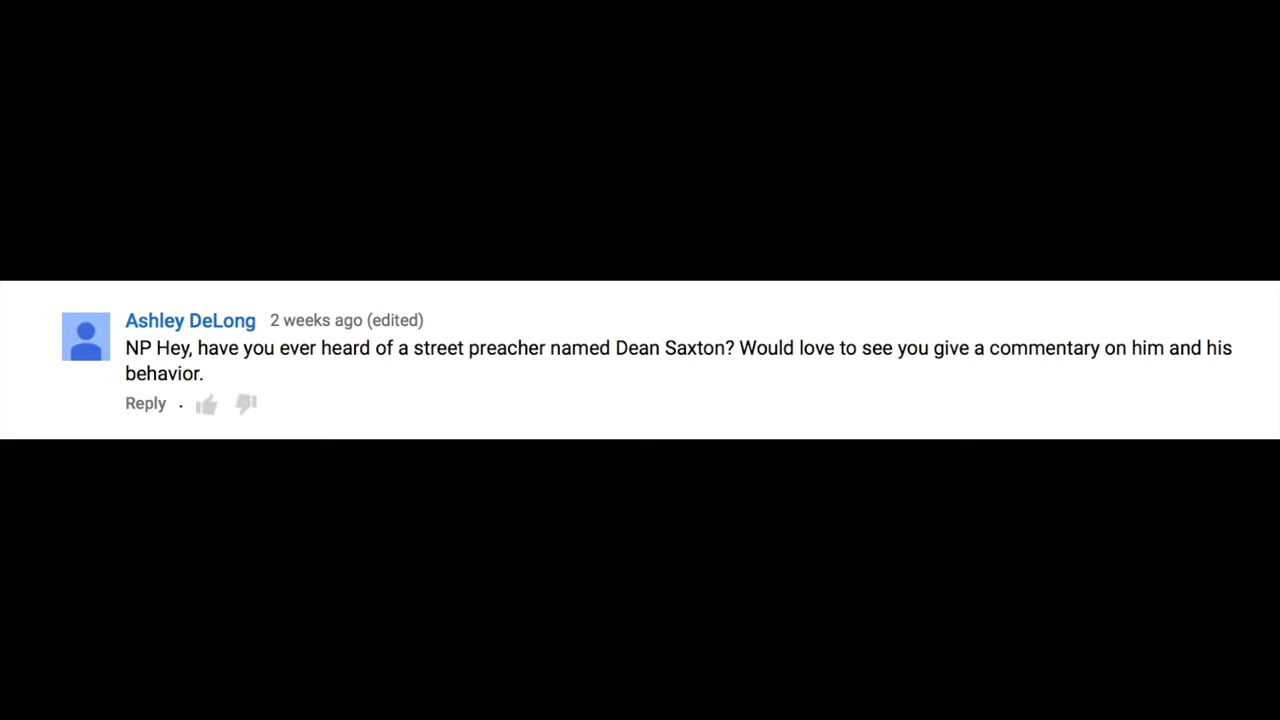 Ashley DeLong 2 weeks ago (edited)
NP Hey, have you ever heard of a street preacher named Dean Saxton? Would love to see you give a commentary on him and his
behavior.
Reply .